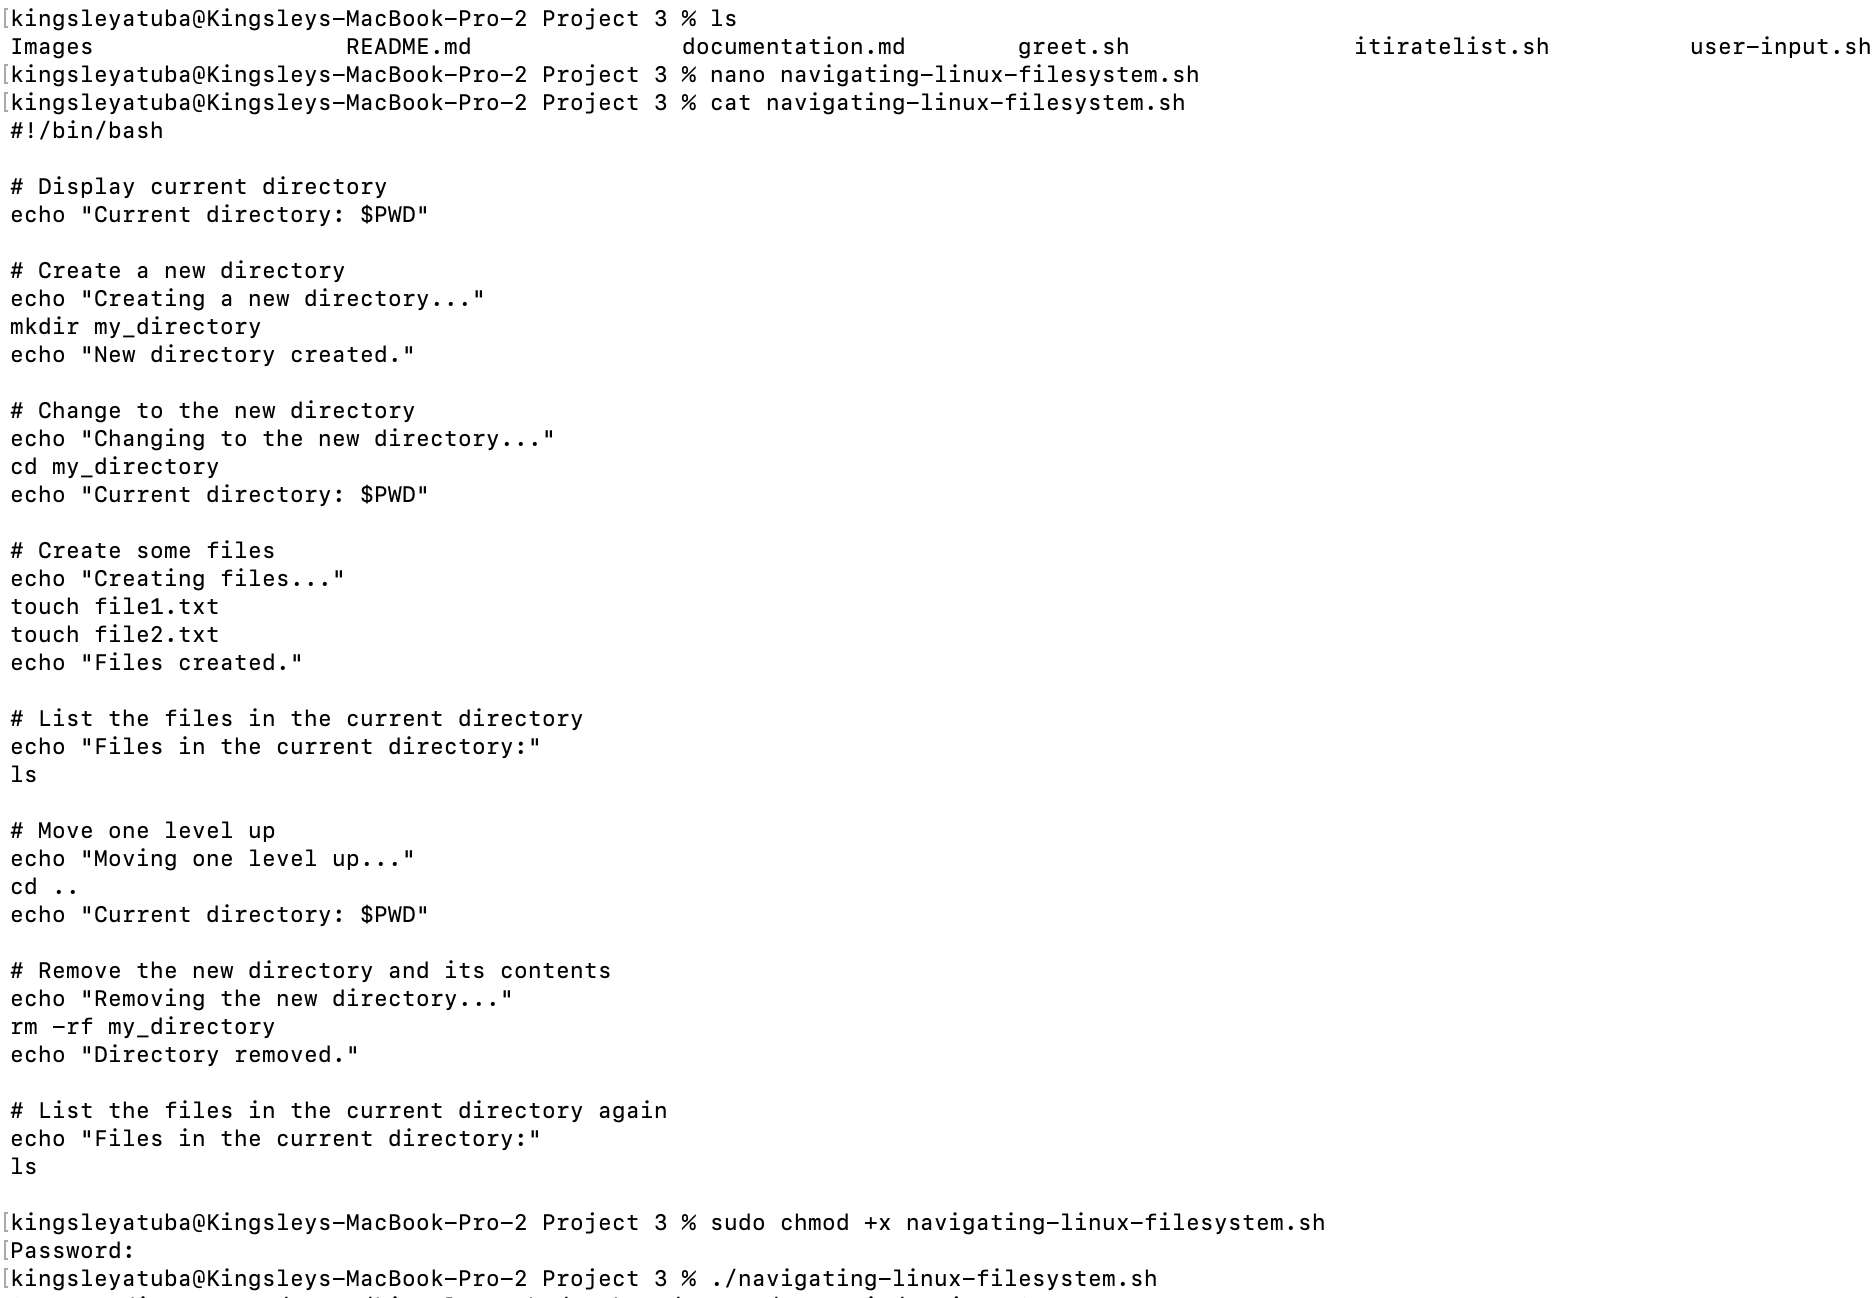 [kingsleyatuba@Kingsleys-MacBook-Pro-2 Project 3 % ls
Images README.md documentation.md greet.sh itiratelist.sh user-input.sh
[kingsleyatuba@Kingsleys-MacBook-Pro-2 Project 3 % nano navigating-linux-filesystem.sh
[kingsleyatuba@Kingsleys-MacBook-Pro-2 Project 3 % cat navigating-linux-filesystem.sh
#!/bin/bash
# Display current directory
echo "Current directory: $PWD"
# Create a new directory
echo "Creating a new directory..."
mkdir my_directory
echo "New directory created."
# Change to the new directory
echo "Changing to the new directory..."
cd my_directory
echo "Current directory: $PWD"
# Create some files
echo "Creating files..."
touch file1.txt
touch file2.txt
echo "Files created."
# List the files in the current directory
echo "Files in the current directory:"
ls
# Move one level up
echo "Moving one level up..."
cd ..
echo "Current directory: $PWD"
# Remove the new directory and its contents
echo "Removing the new directory..."
rm -rf my_directory
echo "Directory removed."
# List the files in the current directory again
echo "Files in the current directory:"
ls
[kingsleyatuba@Kingsleys-MacBook-Pro-2 Project 3 % sudo chmod +x navigating-linux-filesystem.sh
[Password:
[kingsleyatuba@Kingsleys-MacBook-Pro-2 Project 3 % ./navigating-linux-filesystem.sh